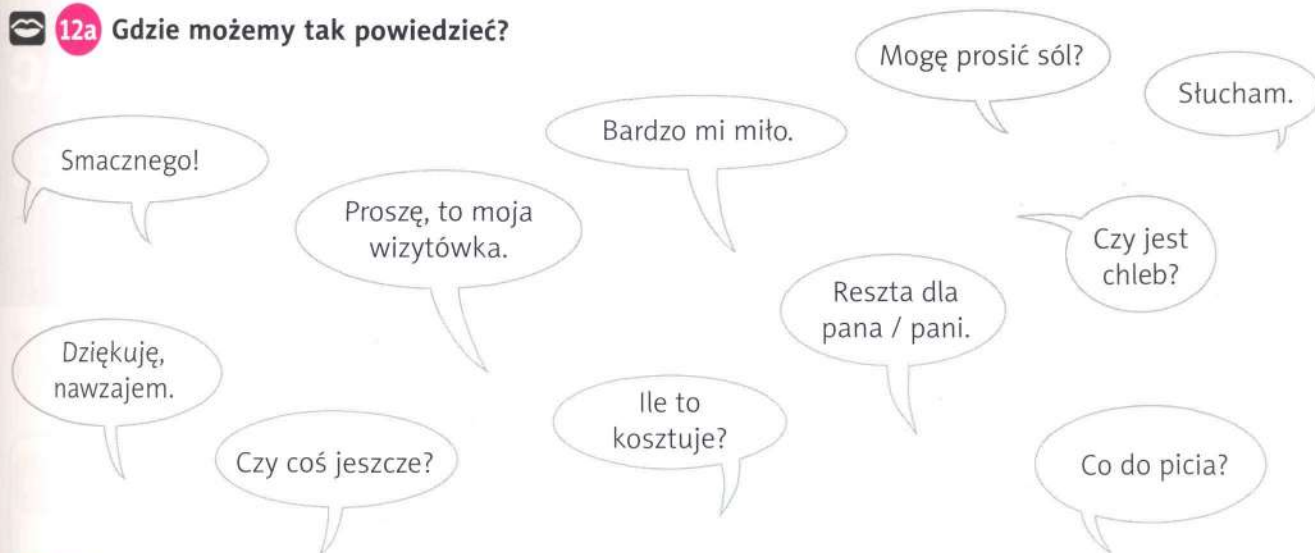 12a Gdzie możemy tak powiedzieć?
Mogę prosić sól?
Słucham.
Bardzo mi miło.
Smacznego!
Proszę, to moja
wizytówka.
Czy jest
chleb?
Reszta dla
pana / pani.
Dziękuję,
nawzajem.
Ile to
kosztuje?
Czy coś jeszcze?
Co do picia?